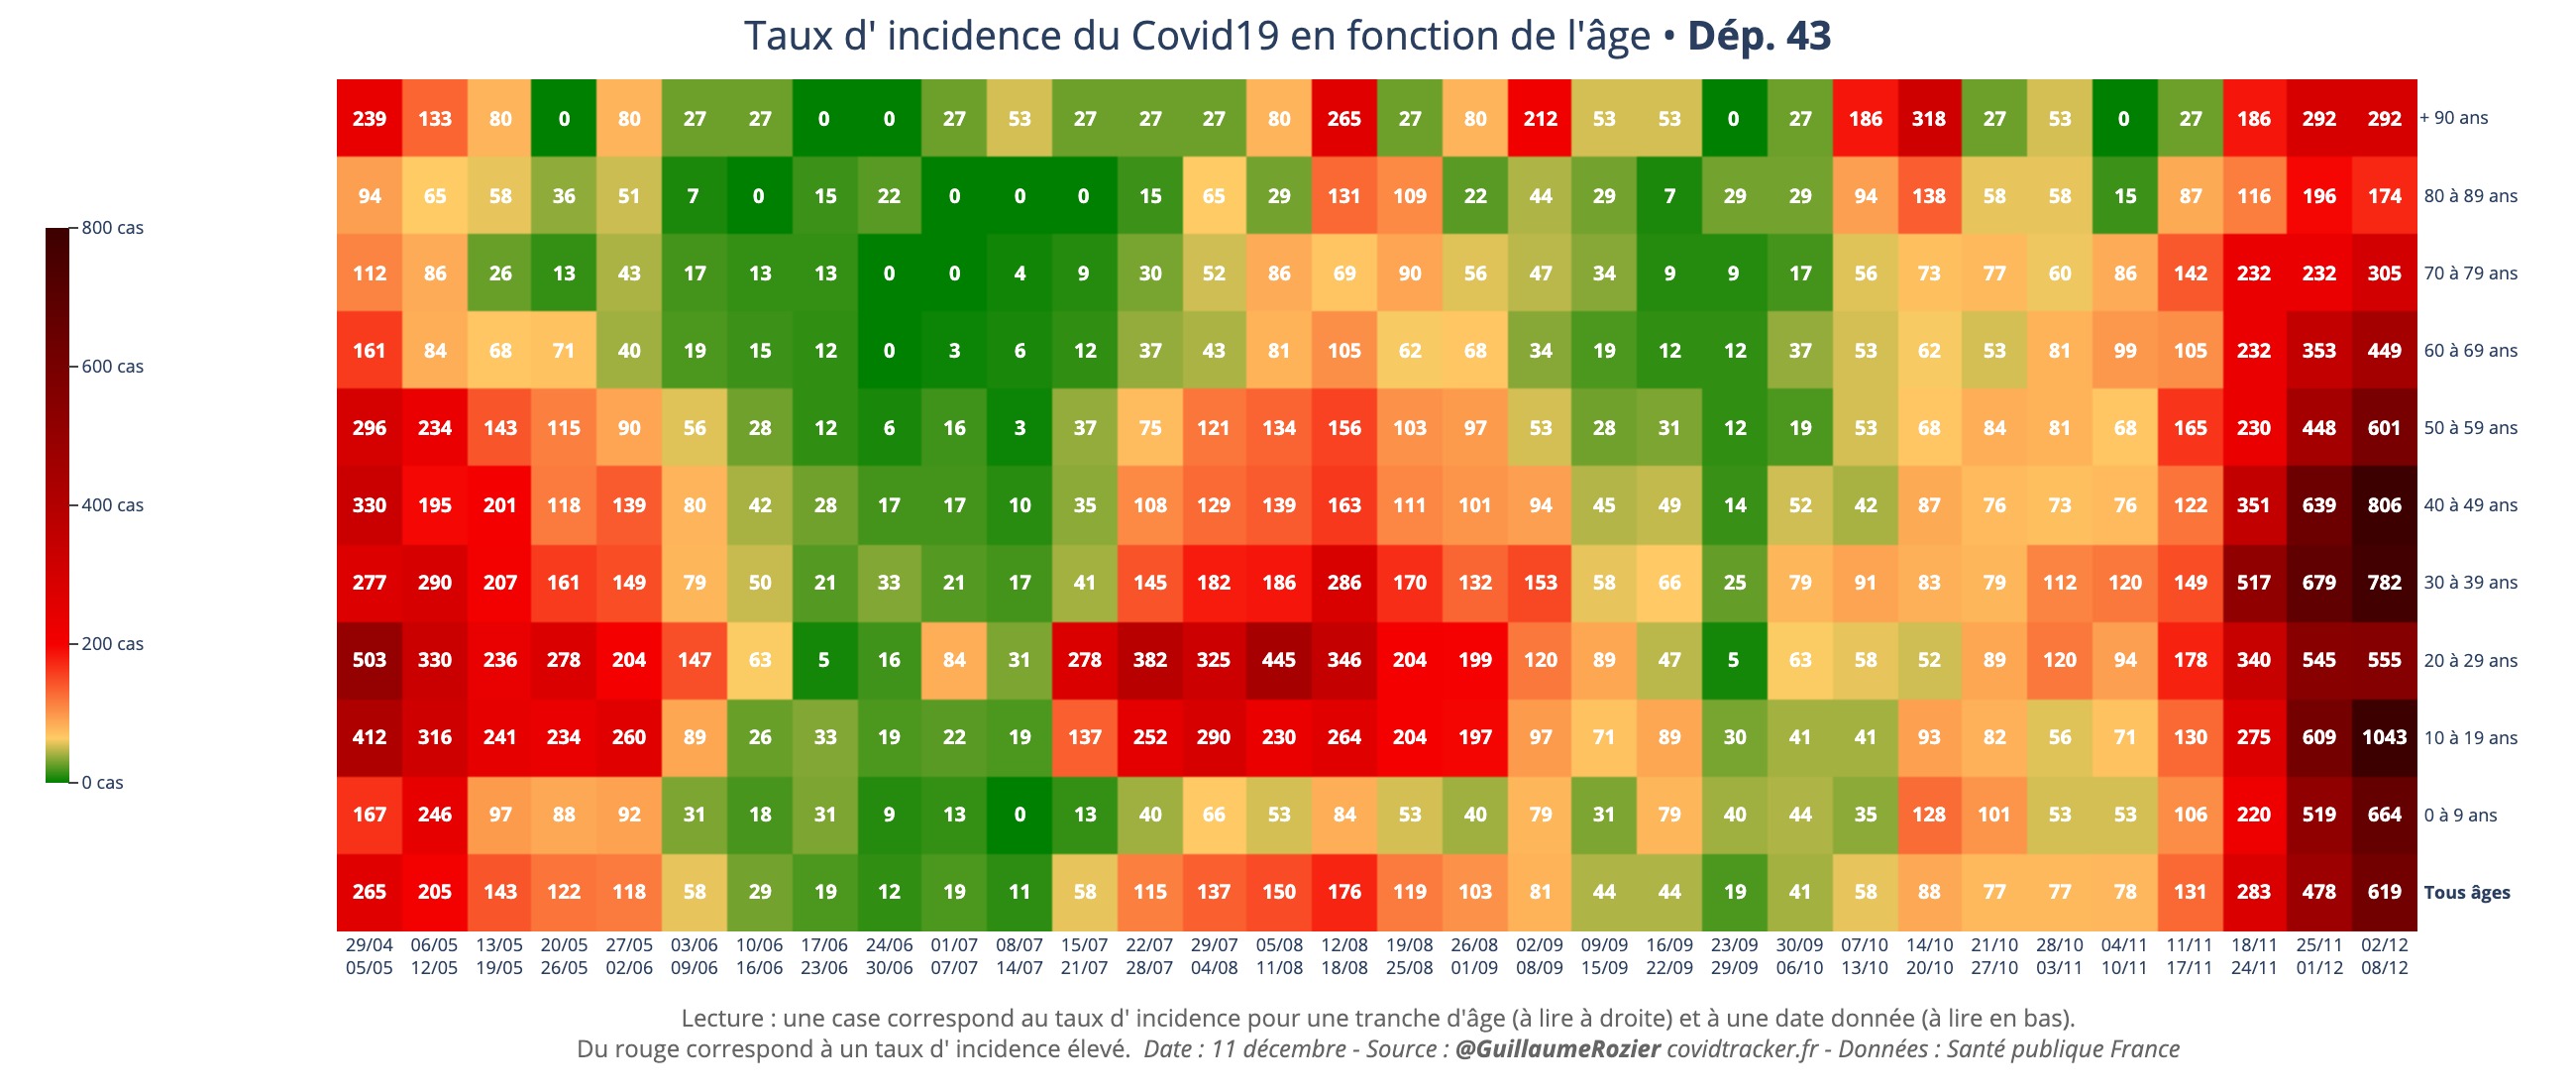 Taux d' incidence du Covid19 en fonction de l'âge • Dép. 43
239 133 80 0 80 27 27 0 0 27 53 27 27 27 80 265 27 80 212 53 53 0 27 186 318 27 53 0 27 186 292 292 + 90 ans
94 65 58 36 51 7 0 15 22 0 0 0 15 65 29 131 109 22 44 29 7 29 29 94 138 58 58 15 87 116 196 174 80 à 89 ans
800 cas
112 86 26 13 43 17 13 13 0 0 4 9 30 52 86 69 90 56 47 34 9 9 17 56 73 77 60 86 142 232 232 305 70 à 79 ans
161 84 68 71 40 19 15 12 0 3 6 12 37 43 81 105 62 68 34 19 12 12 37 53 62 53 81 99 105 232 353 449 60 à 69 ans
600 cas
296 234 143 115 90 56 28 12 6 16 3 37 75 121 134 156 103 97 53 28 31 12 19 53 68 84 81 68 165 230 448 601 50 à 59 ans
400 cas
330 195 201 118 139 80 42 28 17 17 10 35 108 129 139 163 111 101 94 45 49 14 52 42 87 76 73 76 122 351 639 806 40 à 49 ans
277 290 207 161 149 79 50 21 33 21 17 41 145 182 186 286 170 132 153 58 66 25 79 91 83 79 112 120 149 517 679 782 30 à 39 ans
200 cas
503 330 236 278 204 147 63 5 16 84 31 278 382 325 445 346 204 199 120 89 47 5 63 58 52 89 120 94 178 340 545 555 20 à 29 ans
412 316 241 234 260 89 26 33 19 22 19 137 252 290 230 264 204 197 97 71 89 30 41 41 93 82 56 71 130 275 609 1043 10 à 19 ans
0 cas
167 246 97 88 92 31 18 31 9 13 0 13 40 66 53 84 53 40 79 31 79 40 44 35 128 101 53 53 106 220 519 664 0 à 9 ans
265 205 143 122 118 58 29 19 12 19 11 58 115 137 150 176 119 103 81 44 44 19 41 58 88 77 77 78 131 283 478 619 Tous âges
29/04 06/05 13/05 20/05 27/05 03/06 10/06 17/06 24/06 01/07 08/07 15/07 22/07 29/07 05/08 12/08 19/08 26/08 02/09 09/09 16/09 23/09 30/09 07/10 14/10 21/10 28/10 04/11 11/11 18/11 25/11 02/12
05/05 12/05 19/05 26/05 02/06 09/06 16/06 23/06 30/06 07/07 14/07 21/07 28/07 04/08 11/08 18/08 25/08 01/09 08/09 15/09 22/09 29/09 06/10 13/10 20/10 27/10 03/11 10/11 17/11 24/11 01/12 08/12
Lecture : une case correspond au taux d' incidence pour une tranche d'âge (à lire à droite) et à une date donnée (à lire en bas).
Du rouge correspond à un taux d' incidence élevé. Date : 11 décembre - Source : @GuillaumeRozier covidtracker.fr - Données : Santé publique France